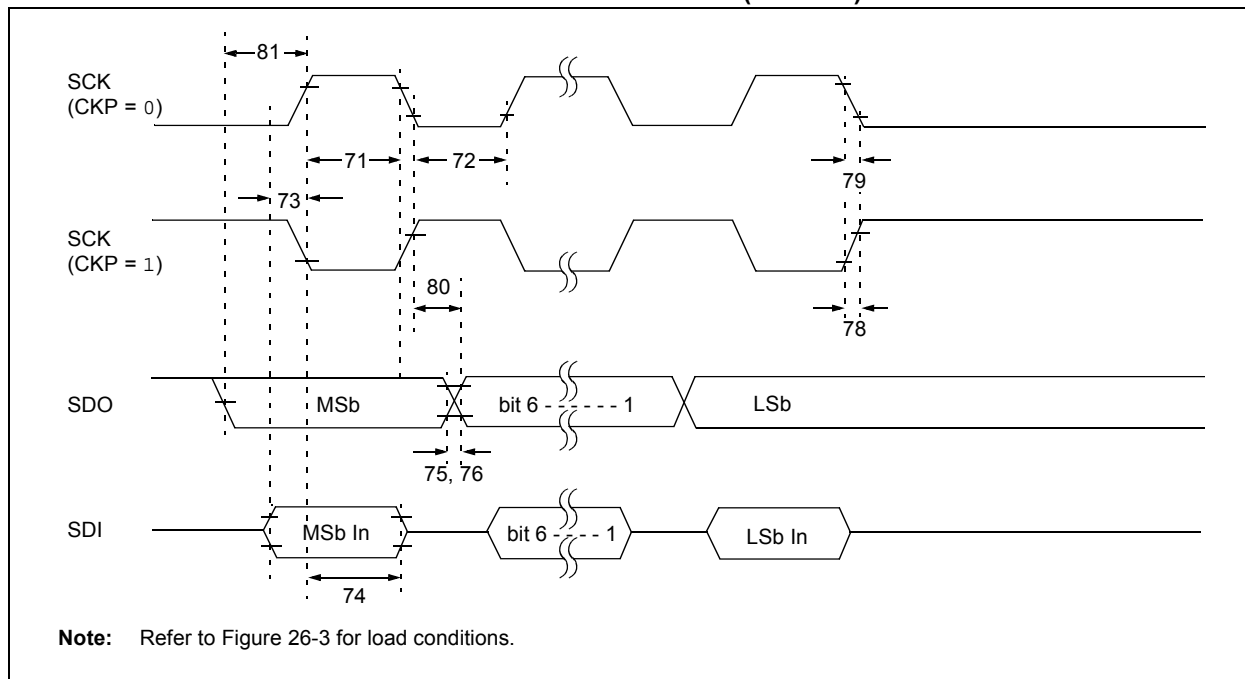 81
SCK
(CKP = 0)
71
72
79
73
SCK
(CKP = 1)
80
78
SDO
MSb
bit 6 - - - - - - 1
LSb
75, 76
SDI
MSb In
bit 6 - - - - 1
LSb In
74
Note: Refer to Figure 26-3 for load conditions.